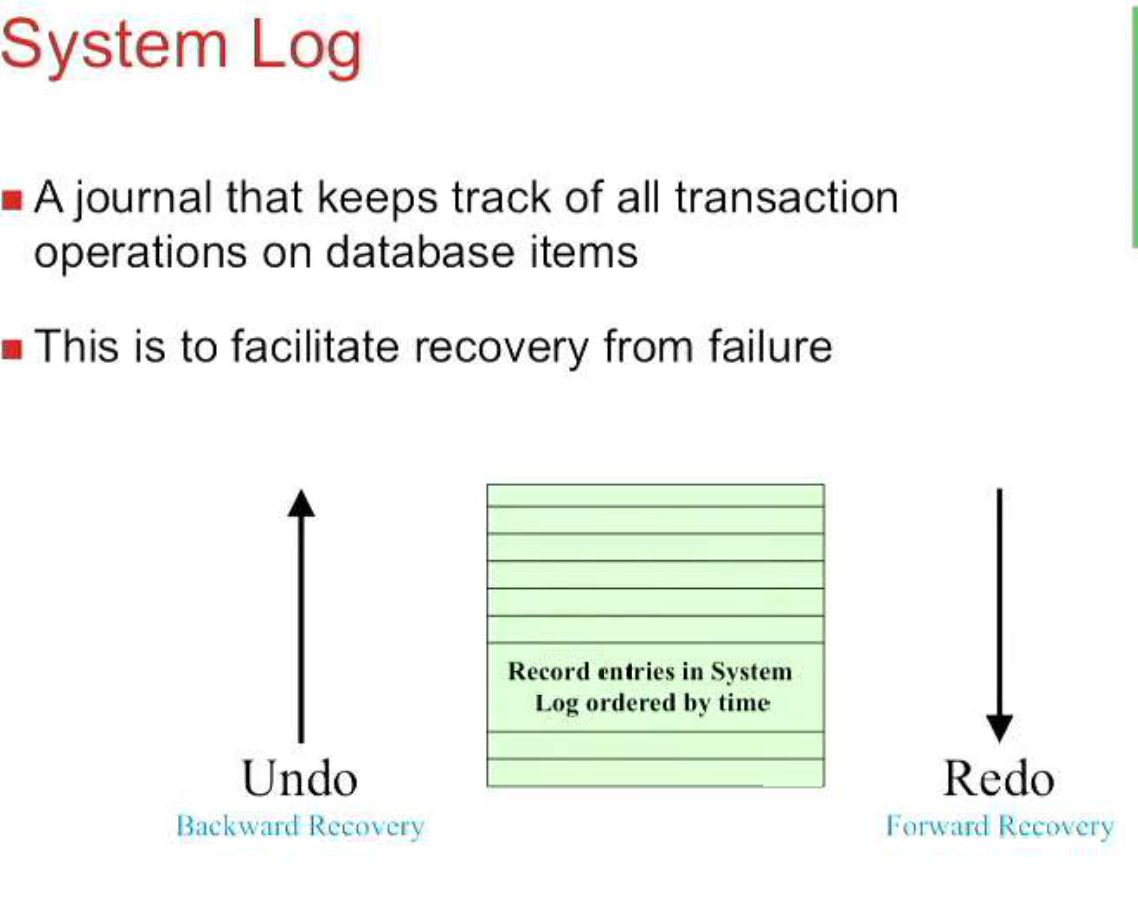 System Log
A journal that keeps track of all transaction
operations on database items
This is to facilitate recovery from failure
Record entries in System
Log ordered by time
Undo
Backward Recovery
Redo
Forward Recovery